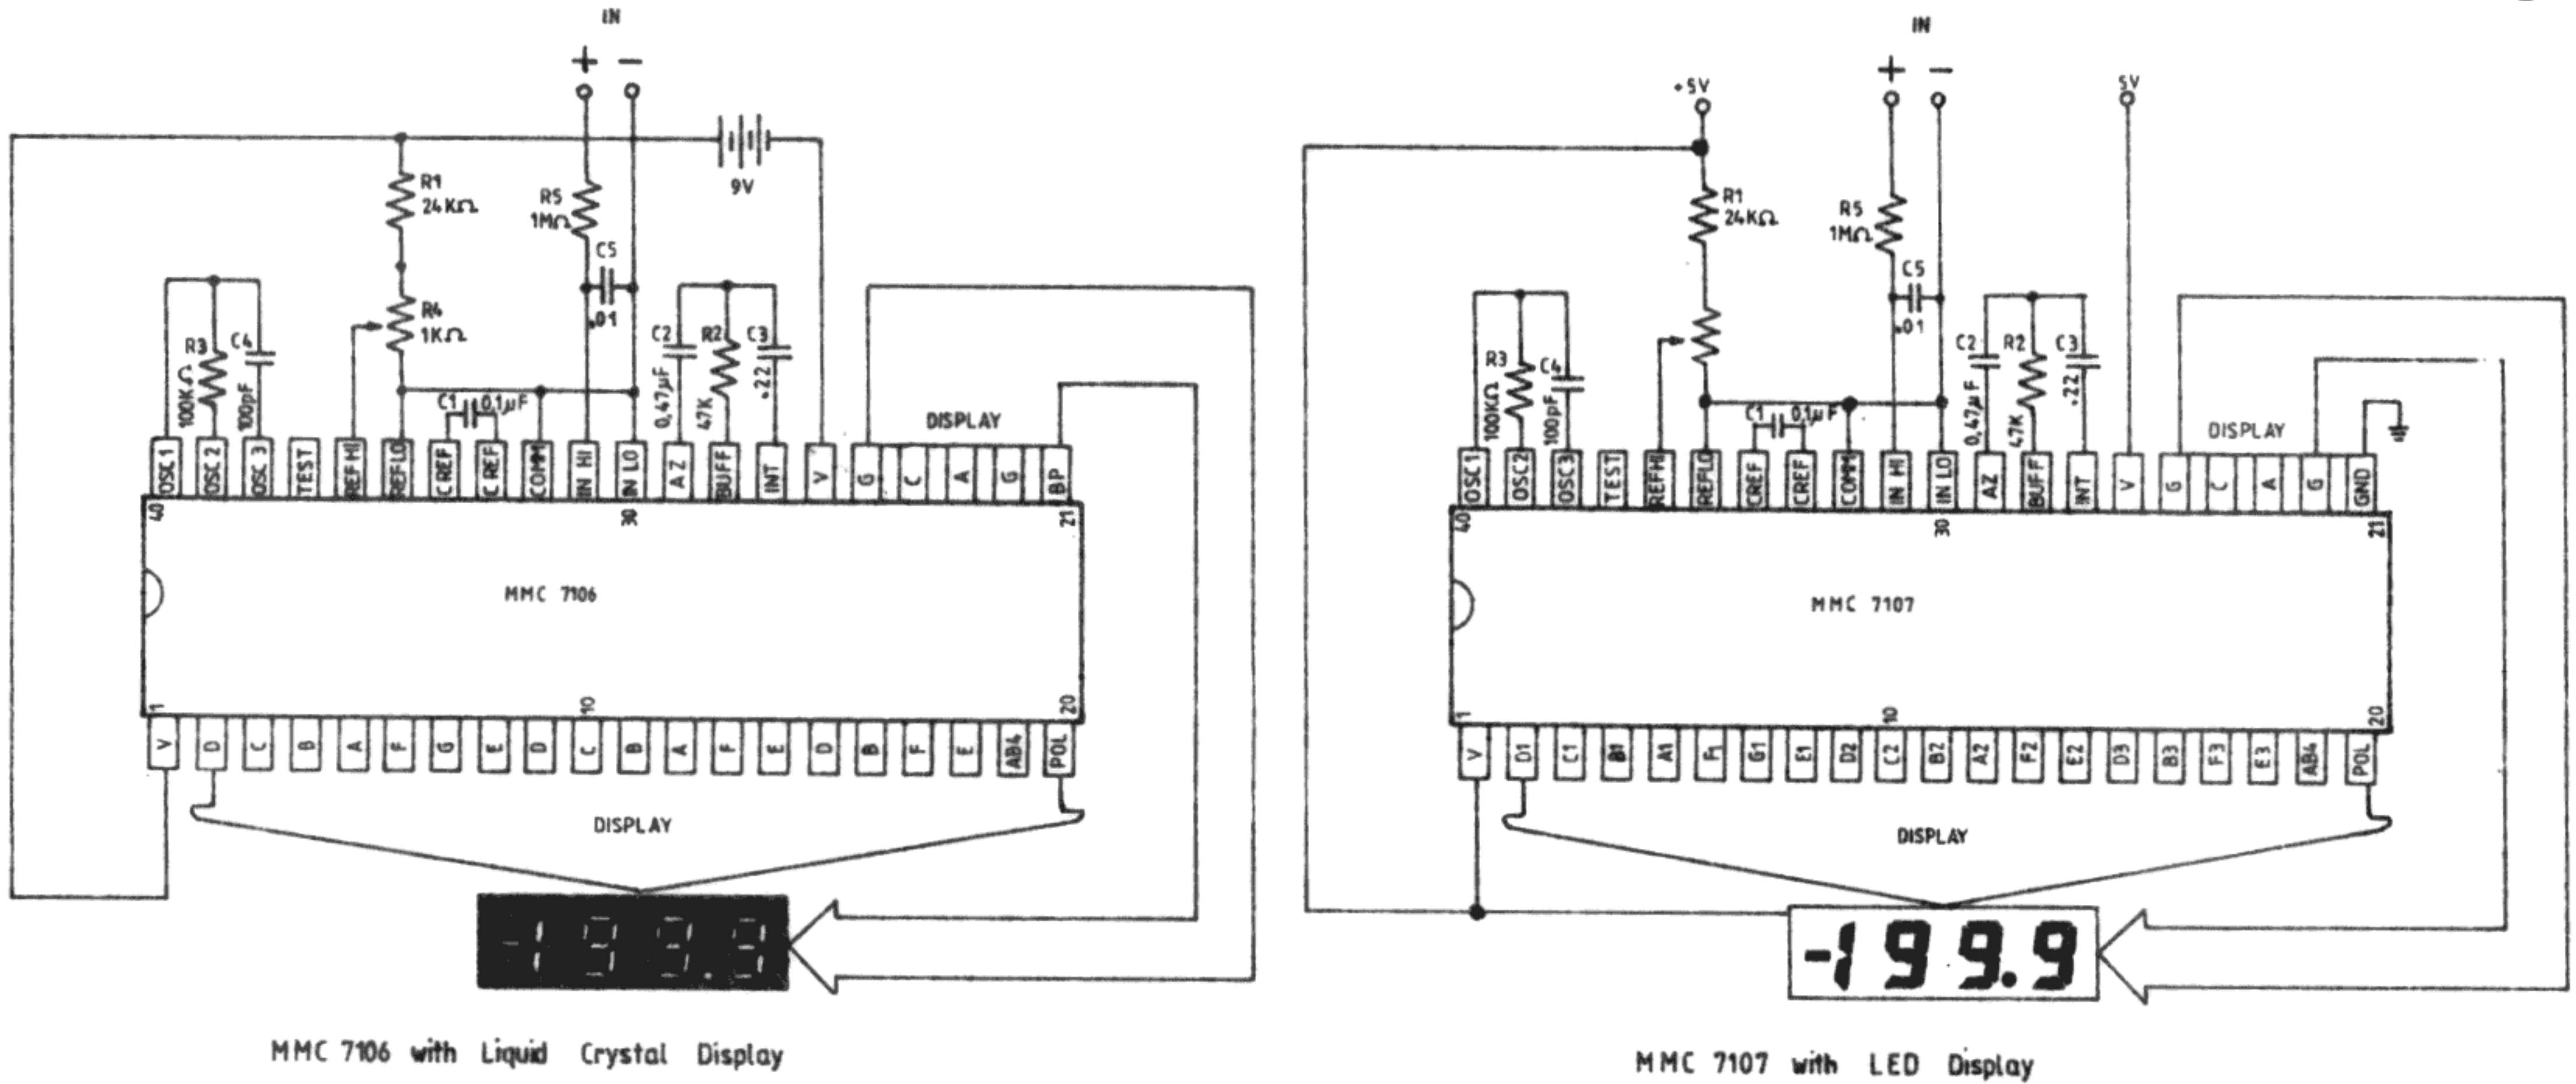 IN
+ −
9V
R1
24KΩ
R5
1MΩ
C5
.01
R4
1KΩ
R3
100KΩ
C4
100pF
C1 0,1µF
C2
0,47µF
R2
47K
C3
.22
DISPLAY
OSC 1 OSC 2 OSC 3 TEST REF HI REF LO C REF C REF COMM IN HI IN LO A Z BUFF INT V G C A G BP
40 30 21
MMC 7106
1 10 20
V D C B A F G E D C B A F E D B F E AB4 POL
DISPLAY
-199.9
MMC 7106 with Liquid Crystal Display
IN
+ −
+5V
5V
R1
24KΩ
R5
1MΩ
C5
.01
R3
100KΩ
C4
100pF
C1 0,1µF
C2
0,47µF
R2
47K
C3
.22
DISPLAY
OSC1 OSC2 OSC3 TEST REFHI REFLO CREF CREF COMM IN HI IN LO AZ BUFF INT V G C A G GND
40 30 21
MMC 7107
1 10 20
V D1 C1 B1 A1 F1 G1 E1 D2 C2 B2 A2 F2 E2 D3 B3 F3 E3 AB4 POL
DISPLAY
-199.9
MMC 7107 with LED Display